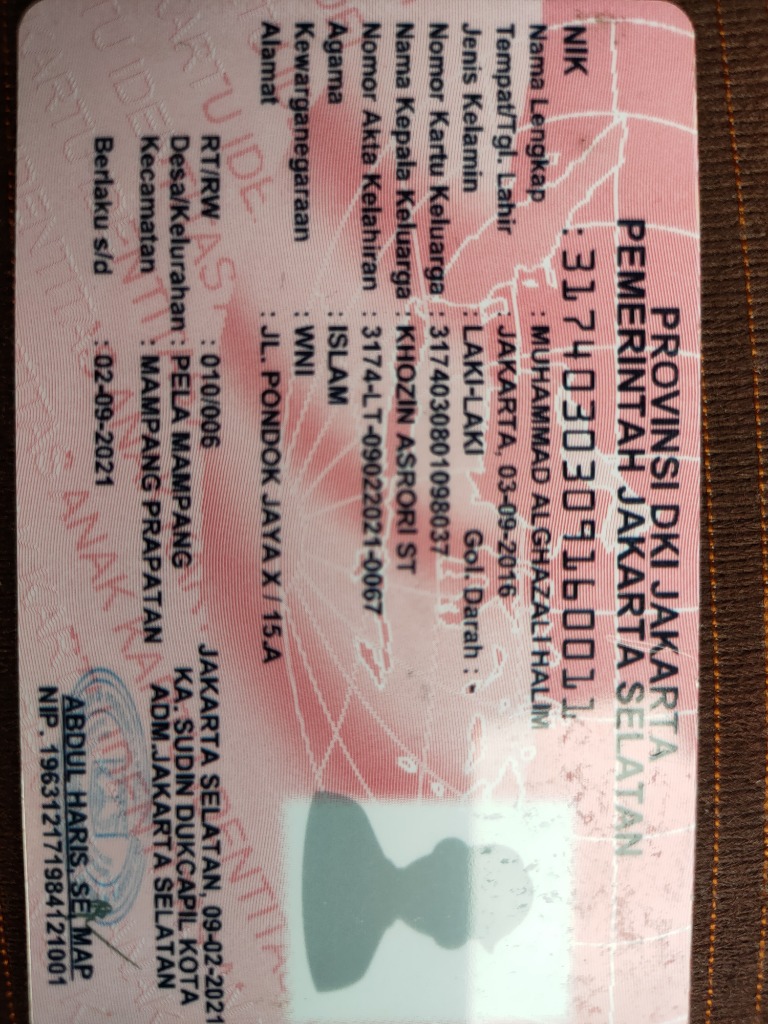 PROVINSI DKI JAKARTA
PEMERINTAH JAKARTA SELATAN
NIK : 3174030309160011
Nama Lengkap : MUHAMMAD ALGHAZALI HALIM
Tempat/Tgl. Lahir : JAKARTA, 03-09-2016
Jenis Kelamin : LAKI-LAKI Gol. Darah : -
Nomor Kartu Keluarga : 3174030801098037
Nama Kepala Keluarga : KHOZIN ASRORI ST
Nomor Akta Kelahiran : 3174-LT-09022021-0067
Agama : ISLAM
Kewarganegaraan : WNI
Alamat : JL. PONDOK JAYA X / 15.A
RT/RW : 010/006
Desa/Kelurahan : PELA MAMPANG
Kecamatan : MAMPANG PRAPATAN
Berlaku s/d : 02-09-2021
JAKARTA SELATAN, 09-02-2021
KA. SUDIN DUKCAPIL KOTA
ADM.JAKARTA SELATAN
ABDUL HARIS, SE MAP
NIP. 196312171984121001